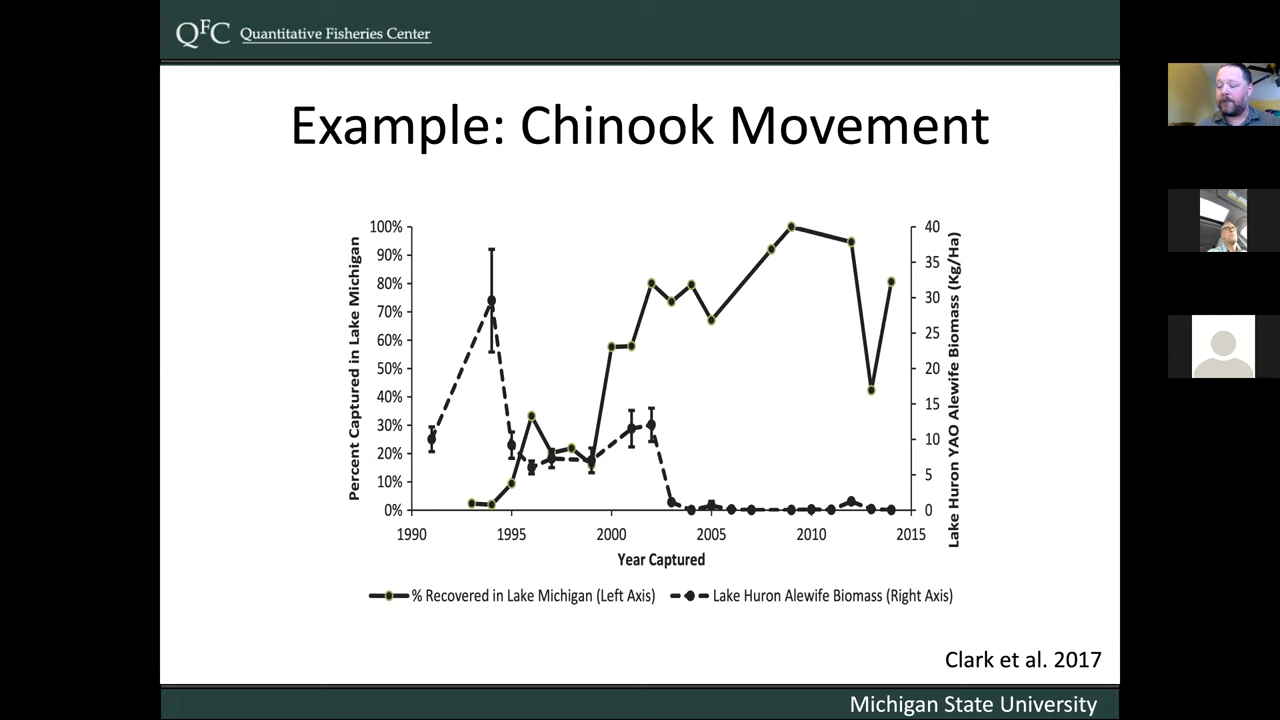 QFC Quantitative Fisheries Center
Example: Chinook Movement
Percent Captured in Lake Michigan
100%
90%
80%
70%
60%
50%
40%
30%
20%
10%
0%
40
35
30
25
20
15
10
5
0
Lake Huron YAO Alewife Biomass (Kg/Ha)
1990 1995 2000 2005 2010 2015
Year Captured
% Recovered in Lake Michigan (Left Axis) Lake Huron Alewife Biomass (Right Axis)
Clark et al. 2017
Michigan State University